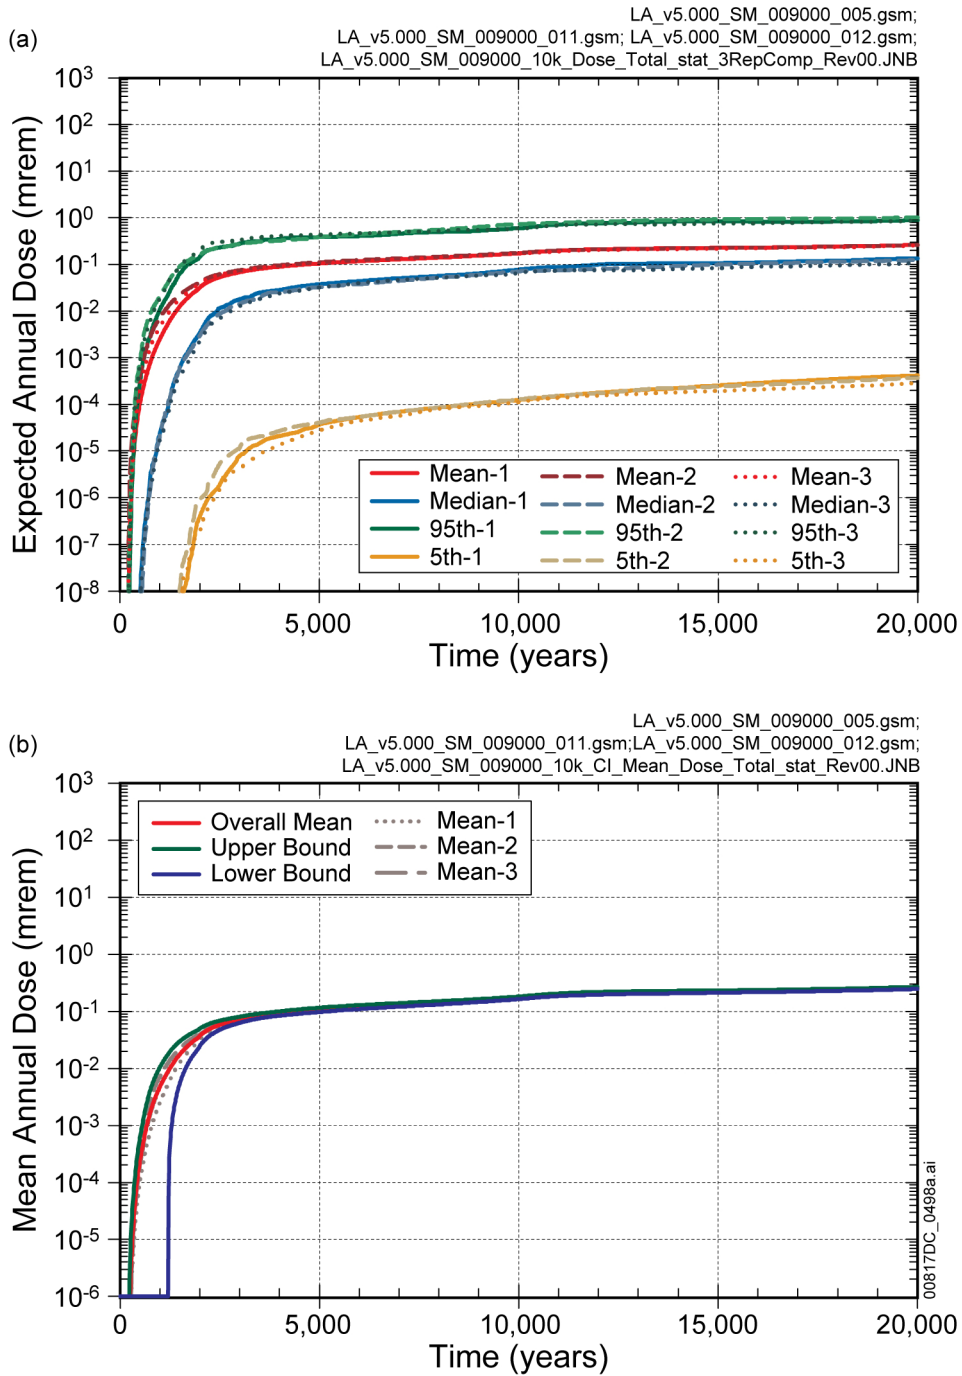 (a)
LA_v5.000_SM_009000_005.gsm;
LA_v5.000_SM_009000_011.gsm; LA_v5.000_SM_009000_012.gsm;
LA_v5.000_SM_009000_10k_Dose_Total_stat_3RepComp_Rev00.JNB
Expected Annual Dose (mrem)
10³
10²
10¹
10⁰
10⁻¹
10⁻²
10⁻³
10⁻⁴
10⁻⁵
10⁻⁶
10⁻⁷
10⁻⁸
Mean-1 Mean-2 Mean-3
Median-1 Median-2 Median-3
95th-1 95th-2 95th-3
5th-1 5th-2 5th-3
0 5,000 10,000 15,000 20,000
Time (years)
(b)
LA_v5.000_SM_009000_005.gsm;
LA_v5.000_SM_009000_011.gsm;LA_v5.000_SM_009000_012.gsm;
LA_v5.000_SM_009000_10k_CI_Mean_Dose_Total_stat_Rev00.JNB
Mean Annual Dose (mrem)
10³
10²
10¹
10⁰
10⁻¹
10⁻²
10⁻³
10⁻⁴
10⁻⁵
10⁻⁶
Overall Mean Mean-1
Upper Bound Mean-2
Lower Bound Mean-3
0 5,000 10,000 15,000 20,000
Time (years)
00817DC_0498a.ai